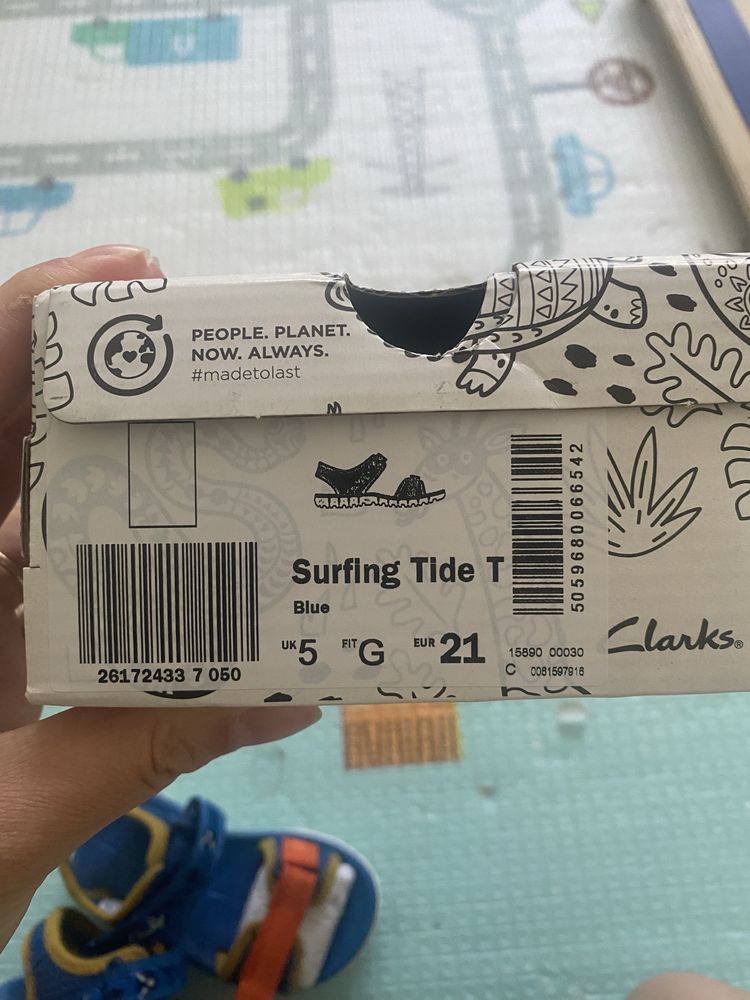 PEOPLE. PLANET.
NOW. ALWAYS.
#madetolast
Surfing Tide T
Blue
UK 5 FIT G EUR 21
26172433 7 050
5059680066542
15890 00030
C 0061597916
Clarks®